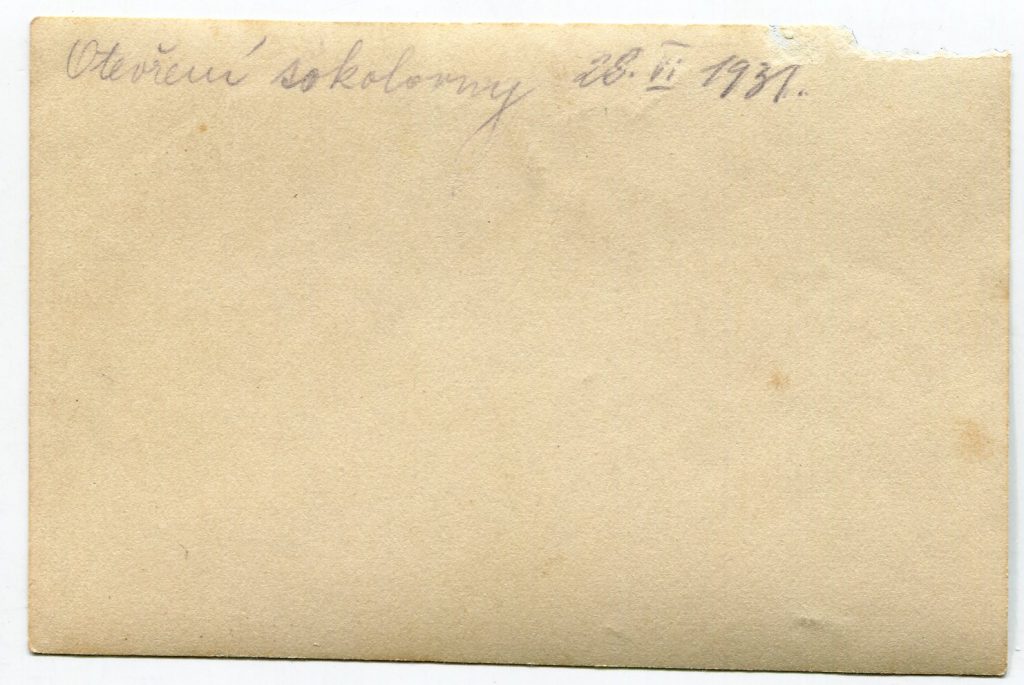 Otevření sokolovny 28. VI 1931.